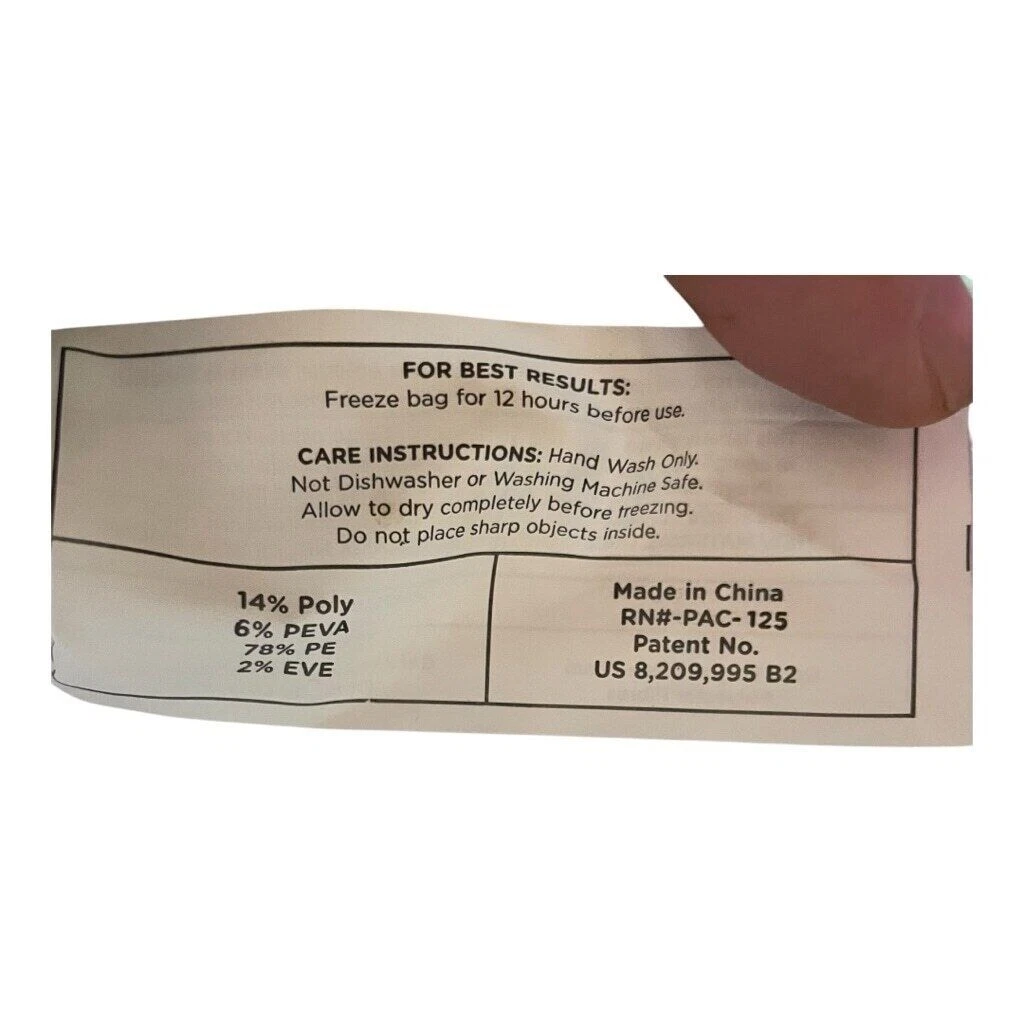 FOR BEST RESULTS:
Freeze bag for 12 hours before use.
CARE INSTRUCTIONS: Hand Wash Only.
Not Dishwasher or Washing Machine Safe.
Allow to dry completely before freezing.
Do not place sharp objects inside.
14% Poly
6% PEVA
78% PE
2% EVE
Made in China
RN#-PAC-125
Patent No.
US 8,209,995 B2